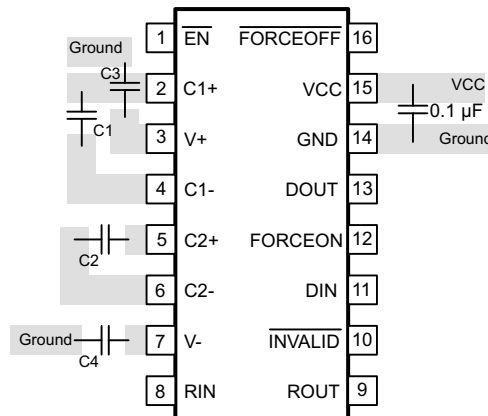 1 EN FORCEOFF 16
Ground
C3
2 C1+ VCC 15 VCC
C1
0.1 µF
3 V+ GND 14 Ground
4 C1- DOUT 13
5 C2+ FORCEON 12
C2
6 C2- DIN 11
Ground
C4
7 V- INVALID 10
8 RIN ROUT 9